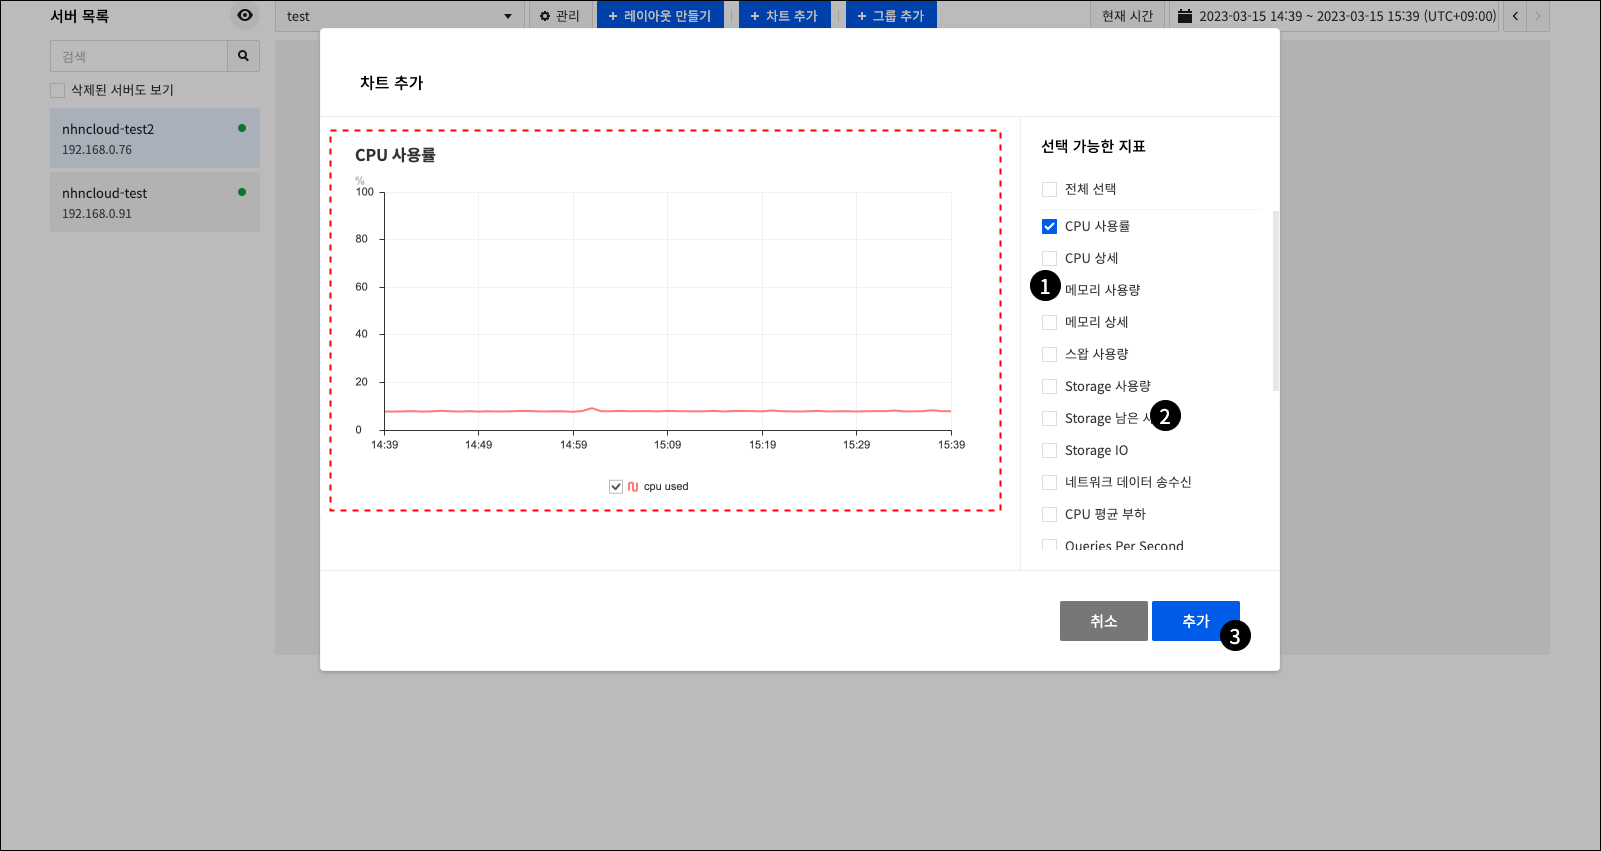 서버 목록
test
관리
+ 레이아웃 만들기
+ 차트 추가
+ 그룹 추가
현재 시간
2023-03-15 14:39 ~ 2023-03-15 15:39 (UTC+09:00)
검색
삭제된 서버도 보기
nhncloud-test2
192.168.0.76
nhncloud-test
192.168.0.91
차트 추가
CPU 사용률
%
100
80
60
40
20
0
14:39 14:49 14:59 15:09 15:19 15:29 15:39
cpu used
선택 가능한 지표
전체 선택
CPU 사용률
CPU 상세
1
메모리 사용량
메모리 상세
스왑 사용량
Storage 사용량
Storage 남은
2
Storage IO
네트워크 데이터 송수신
CPU 평균 부하
Queries Per Second
취소
추가
3